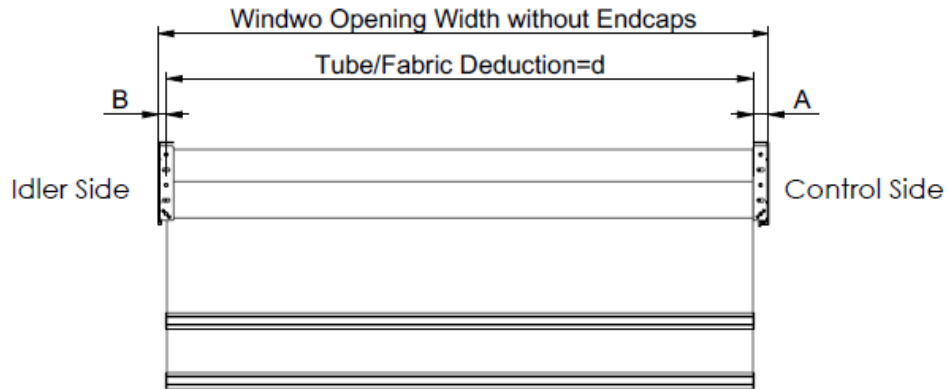 Windwo Opening Width without Endcaps
Tube/Fabric Deduction=d
B
A
Idler Side
Control Side